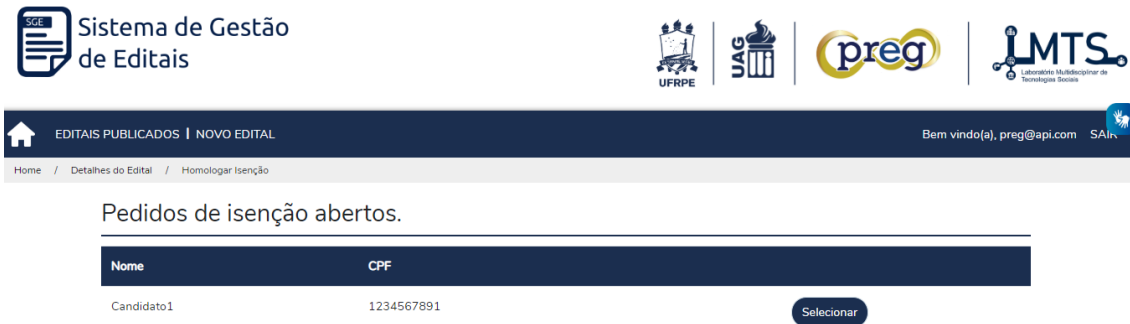 SGE
Sistema de Gestão
de Editais
UFRPE
UAG
preg
LMTS
Laboratório Multidisciplinar de
Tecnologias Sociais
EDITAIS PUBLICADOS | NOVO EDITAL
Bem vindo(a), preg@api.com SAIR
Home / Detalhes do Edital / Homologar Isenção
Pedidos de isenção abertos.
Nome CPF
Candidato1 1234567891 Selecionar